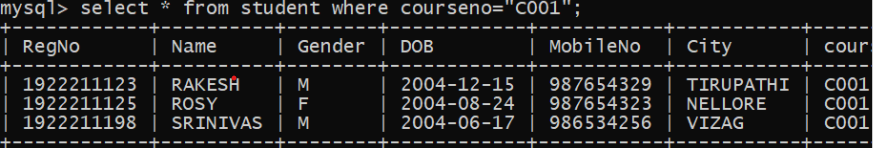 mysql> select * from student where courseno="C001";
+------------+----------+--------+------------+-----------+-----------+-----
| RegNo | Name | Gender | DOB | MobileNo | City | cour
+------------+----------+--------+------------+-----------+-----------+-----
| 1922211123 | RAKESH | M | 2004-12-15 | 987654329 | TIRUPATHI | C001
| 1922211125 | ROSY | F | 2004-08-24 | 987654323 | NELLORE | C001
| 1922211198 | SRINIVAS | M | 2004-06-17 | 986534256 | VIZAG | C001
+------------+----------+--------+------------+-----------+-----------+-----